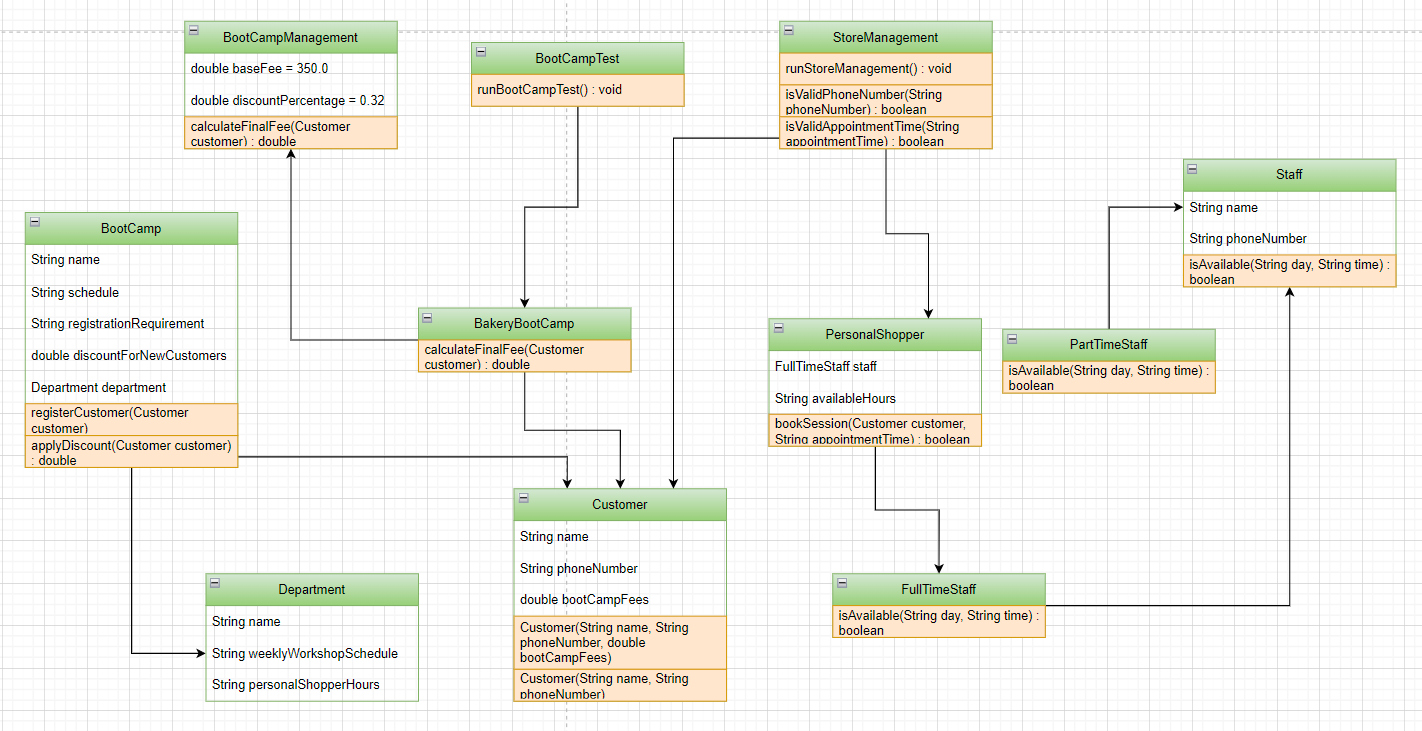 BootCampManagement
double baseFee = 350.0
double discountPercentage = 0.32
calculateFinalFee(Customer
customer) : double
BootCampTest
runBootCampTest() : void
StoreManagement
runStoreManagement() : void
isValidPhoneNumber(String
phoneNumber) : boolean
isValidAppointmentTime(String
appointmentTime) : boolean
Staff
String name
String phoneNumber
isAvailable(String day, String time) :
boolean
BootCamp
String name
String schedule
String registrationRequirement
double discountForNewCustomers
Department department
registerCustomer(Customer
customer)
applyDiscount(Customer customer)
: double
BakeryBootCamp
calculateFinalFee(Customer
customer) : double
PersonalShopper
FullTimeStaff staff
String availableHours
bookSession(Customer customer,
String appointmentTime) : boolean
PartTimeStaff
isAvailable(String day, String time) :
boolean
Customer
String name
String phoneNumber
double bootCampFees
Customer(String name, String
phoneNumber, double
bootCampFees)
Customer(String name, String
phoneNumber)
Department
String name
String weeklyWorkshopSchedule
String personalShopperHours
FullTimeStaff
isAvailable(String day, String time) :
boolean